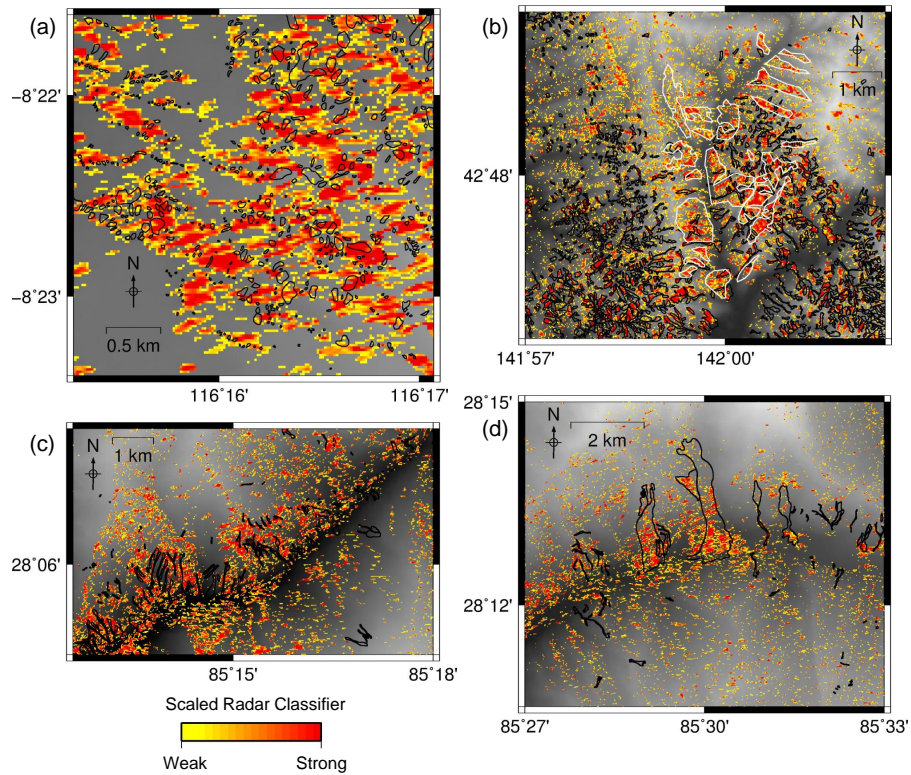 (a)
−8˚22'
−8˚23'
N
0.5 km
116˚16'
116˚17'
(b)
N
1 km
42˚48'
141˚57'
142˚00'
(c)
N
1 km
28˚06'
85˚15'
85˚18'
28˚15'
(d)
N
2 km
28˚12'
85˚27'
85˚30'
85˚33'
Scaled Radar Classifier
Weak
Strong